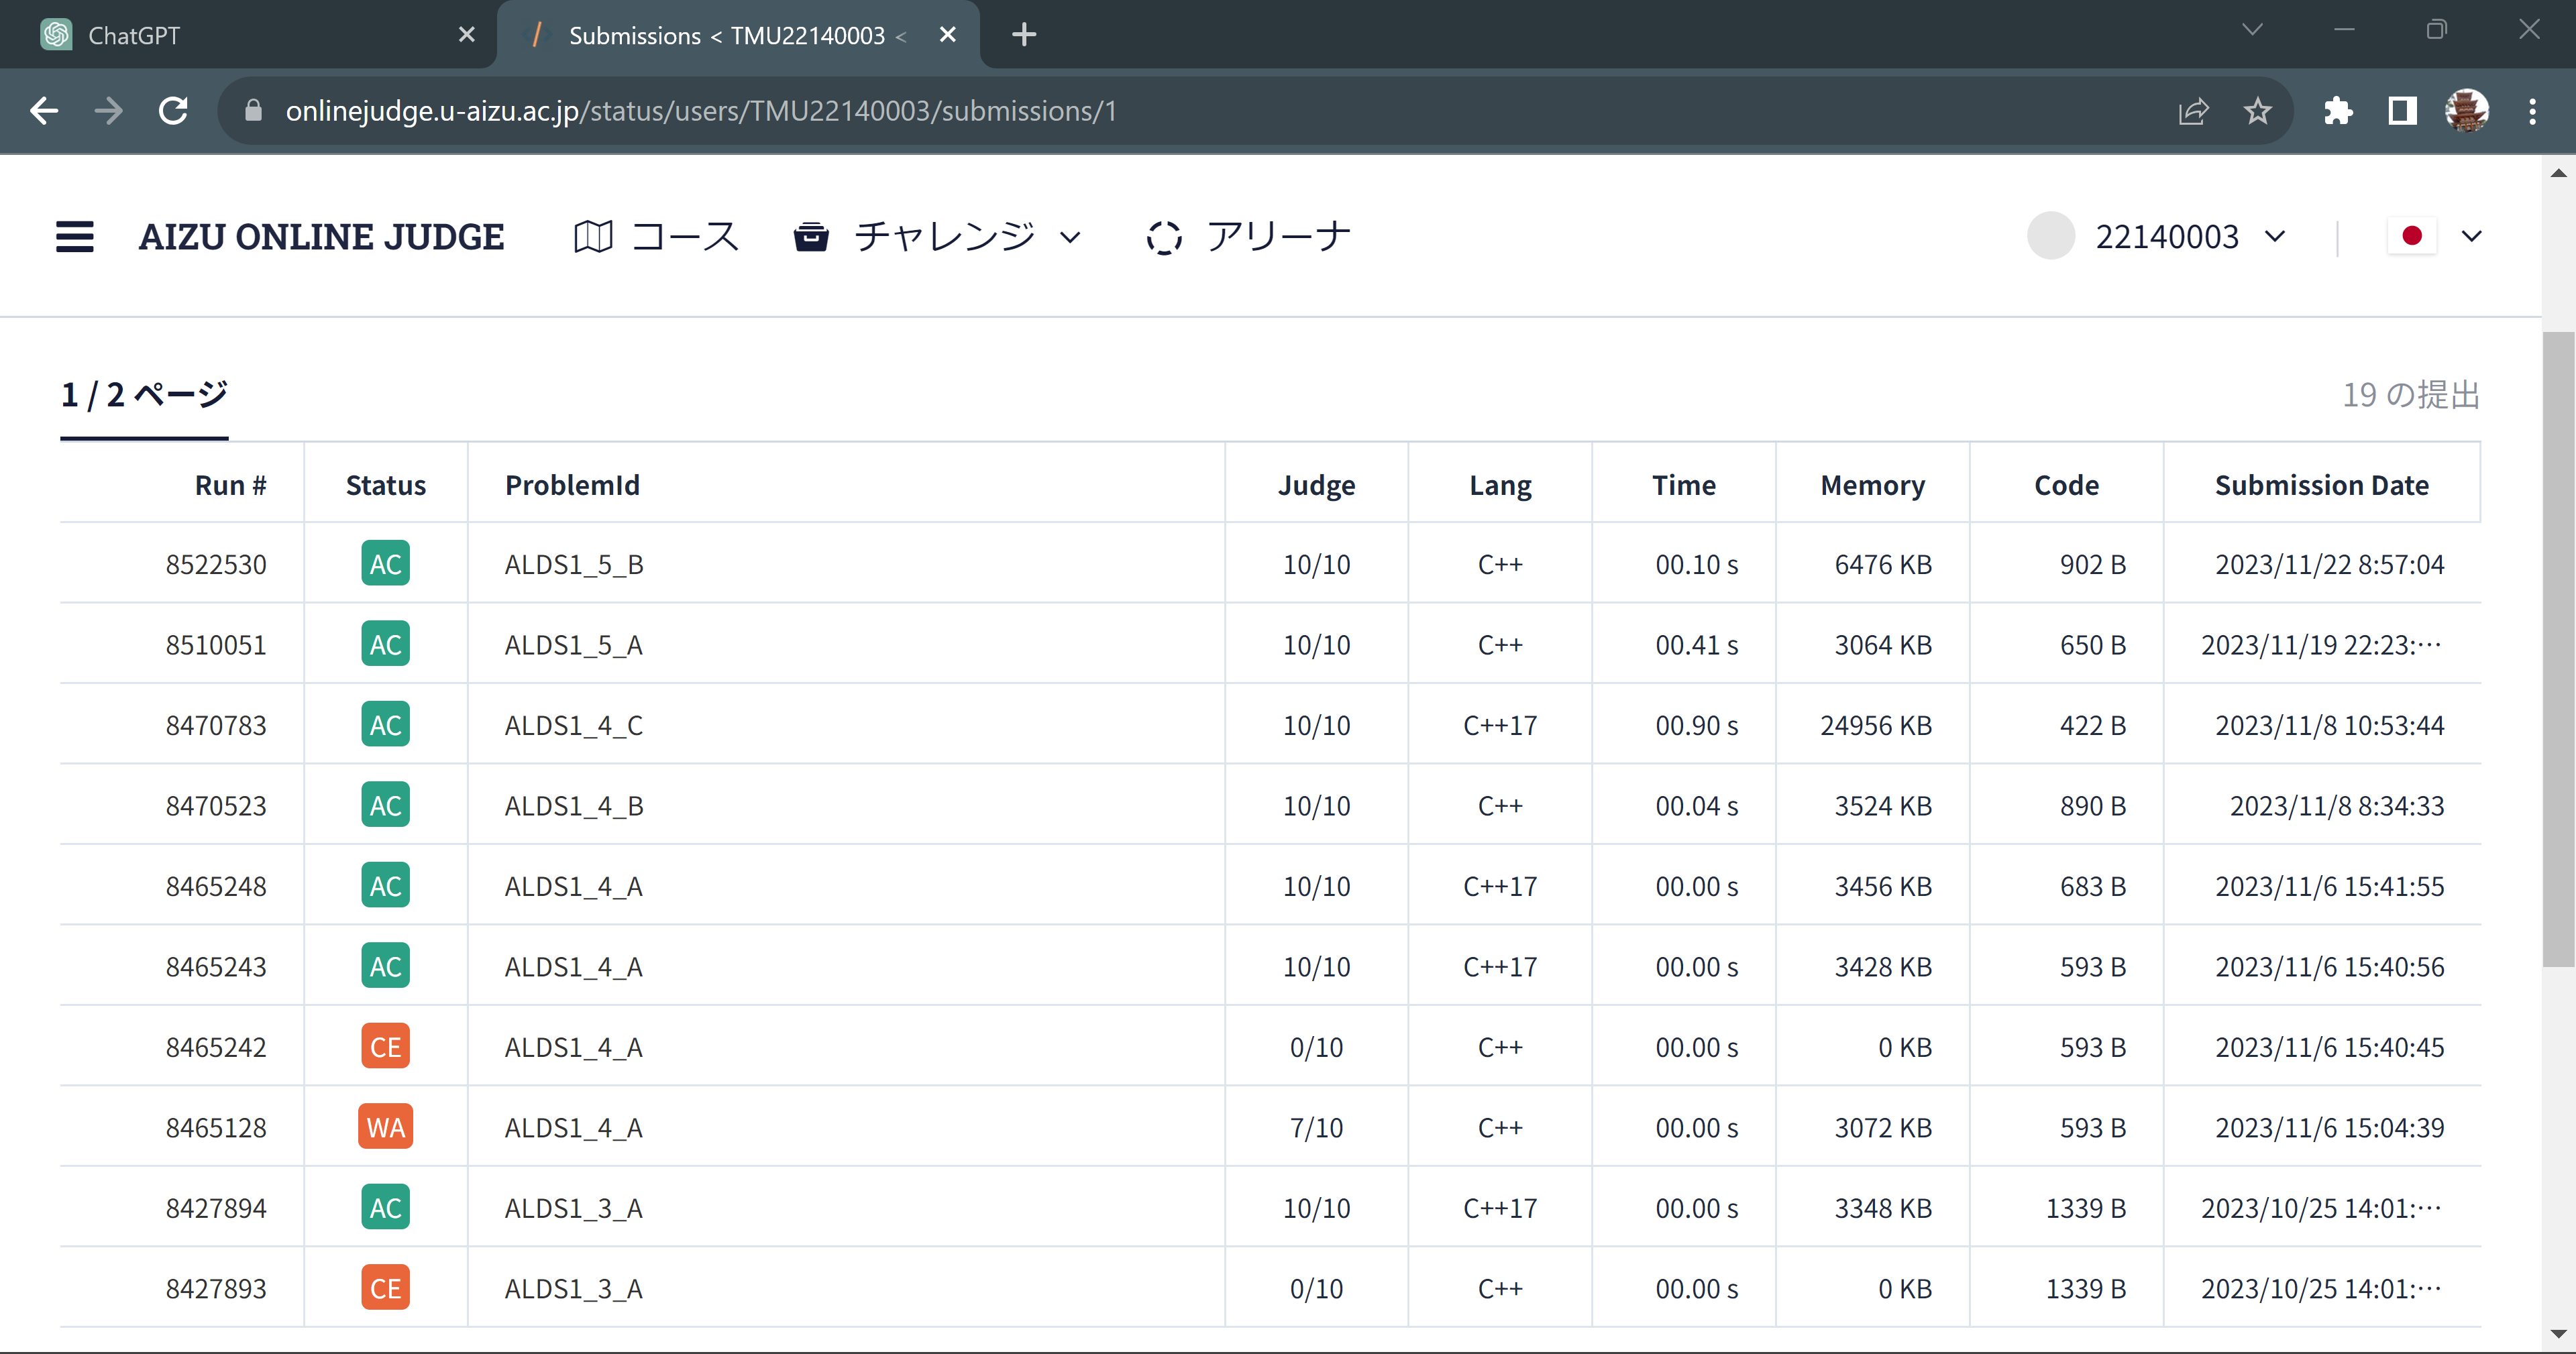 ChatGPT
Submissions < TMU22140003 <
onlinejudge.u-aizu.ac.jp/status/users/TMU22140003/submissions/1
AIZU ONLINE JUDGE コース チャレンジ アリーナ 22140003
1 / 2 ページ 19 の提出
Run # Status ProblemId Judge Lang Time Memory Code Submission Date
8522530 AC ALDS1_5_B 10/10 C++ 00.10 s 6476 KB 902 B 2023/11/22 8:57:04
8510051 AC ALDS1_5_A 10/10 C++ 00.41 s 3064 KB 650 B 2023/11/19 22:23:…
8470783 AC ALDS1_4_C 10/10 C++17 00.90 s 24956 KB 422 B 2023/11/8 10:53:44
8470523 AC ALDS1_4_B 10/10 C++ 00.04 s 3524 KB 890 B 2023/11/8 8:34:33
8465248 AC ALDS1_4_A 10/10 C++17 00.00 s 3456 KB 683 B 2023/11/6 15:41:55
8465243 AC ALDS1_4_A 10/10 C++17 00.00 s 3428 KB 593 B 2023/11/6 15:40:56
8465242 CE ALDS1_4_A 0/10 C++ 00.00 s 0 KB 593 B 2023/11/6 15:40:45
8465128 WA ALDS1_4_A 7/10 C++ 00.00 s 3072 KB 593 B 2023/11/6 15:04:39
8427894 AC ALDS1_3_A 10/10 C++17 00.00 s 3348 KB 1339 B 2023/10/25 14:01:…
8427893 CE ALDS1_3_A 0/10 C++ 00.00 s 0 KB 1339 B 2023/10/25 14:01:…